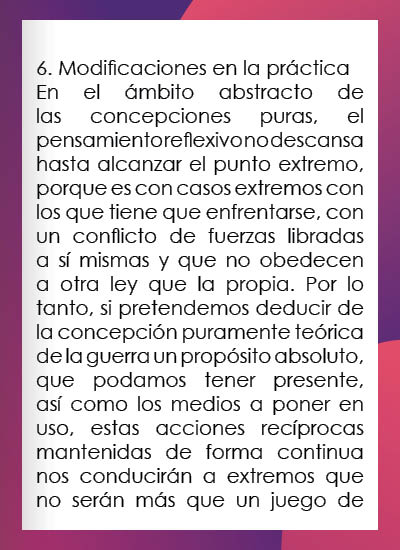 6. Modificaciones en la práctica
En el ámbito abstracto de
las concepciones puras, el
pensamiento reflexivo no descansa
hasta alcanzar el punto extremo,
porque es con casos extremos con
los que tiene que enfrentarse, con
un conflicto de fuerzas libradas
a sí mismas y que no obedecen
a otra ley que la propia. Por lo
tanto, si pretendemos deducir de
la concepción puramente teórica
de la guerra un propósito absoluto,
que podamos tener presente,
así como los medios a poner en
uso, estas acciones recíprocas
mantenidas de forma continua
nos conducirán a extremos que
no serán más que un juego de